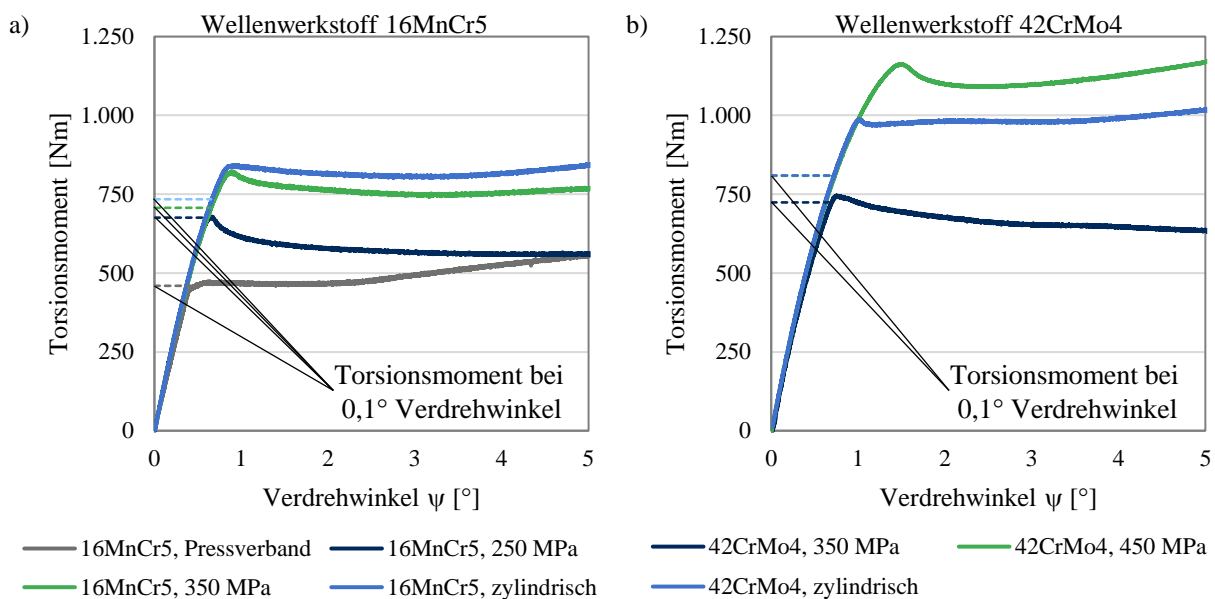 a)
Wellenwerkstoff 16MnCr5
Torsionsmoment [Nm]
1.250
1.000
750
500
250
0
Torsionsmoment bei
0,1° Verdrehwinkel
0 1 2 3 4 5
Verdrehwinkel ψ [°]
16MnCr5, Pressverband
16MnCr5, 250 MPa
16MnCr5, 350 MPa
16MnCr5, zylindrisch
b)
Wellenwerkstoff 42CrMo4
Torsionsmoment [Nm]
1.250
1.000
750
500
250
0
Torsionsmoment bei
0,1° Verdrehwinkel
0 1 2 3 4 5
Verdrehwinkel ψ [°]
42CrMo4, 350 MPa
42CrMo4, 450 MPa
42CrMo4, zylindrisch